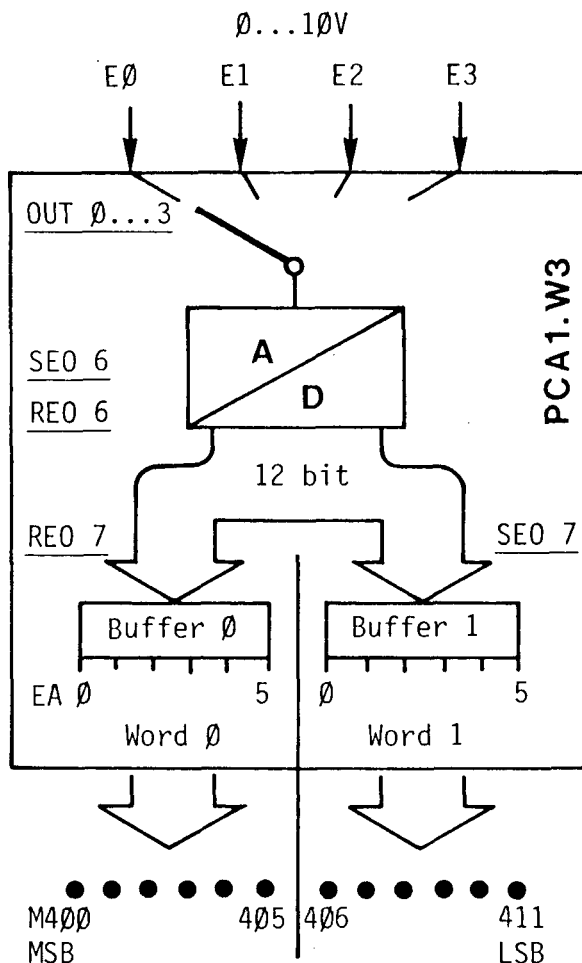 Ø...1ØV
EØ E1 E2 E3
OUT Ø...3
PCA1.W3
A
D
SEO 6
REO 6
12 bit
REO 7
SEO 7
Buffer Ø
Buffer 1
EA Ø 5
Ø 5
Word Ø
Word 1
M4ØØ 4Ø5 4Ø6 411
MSB LSB